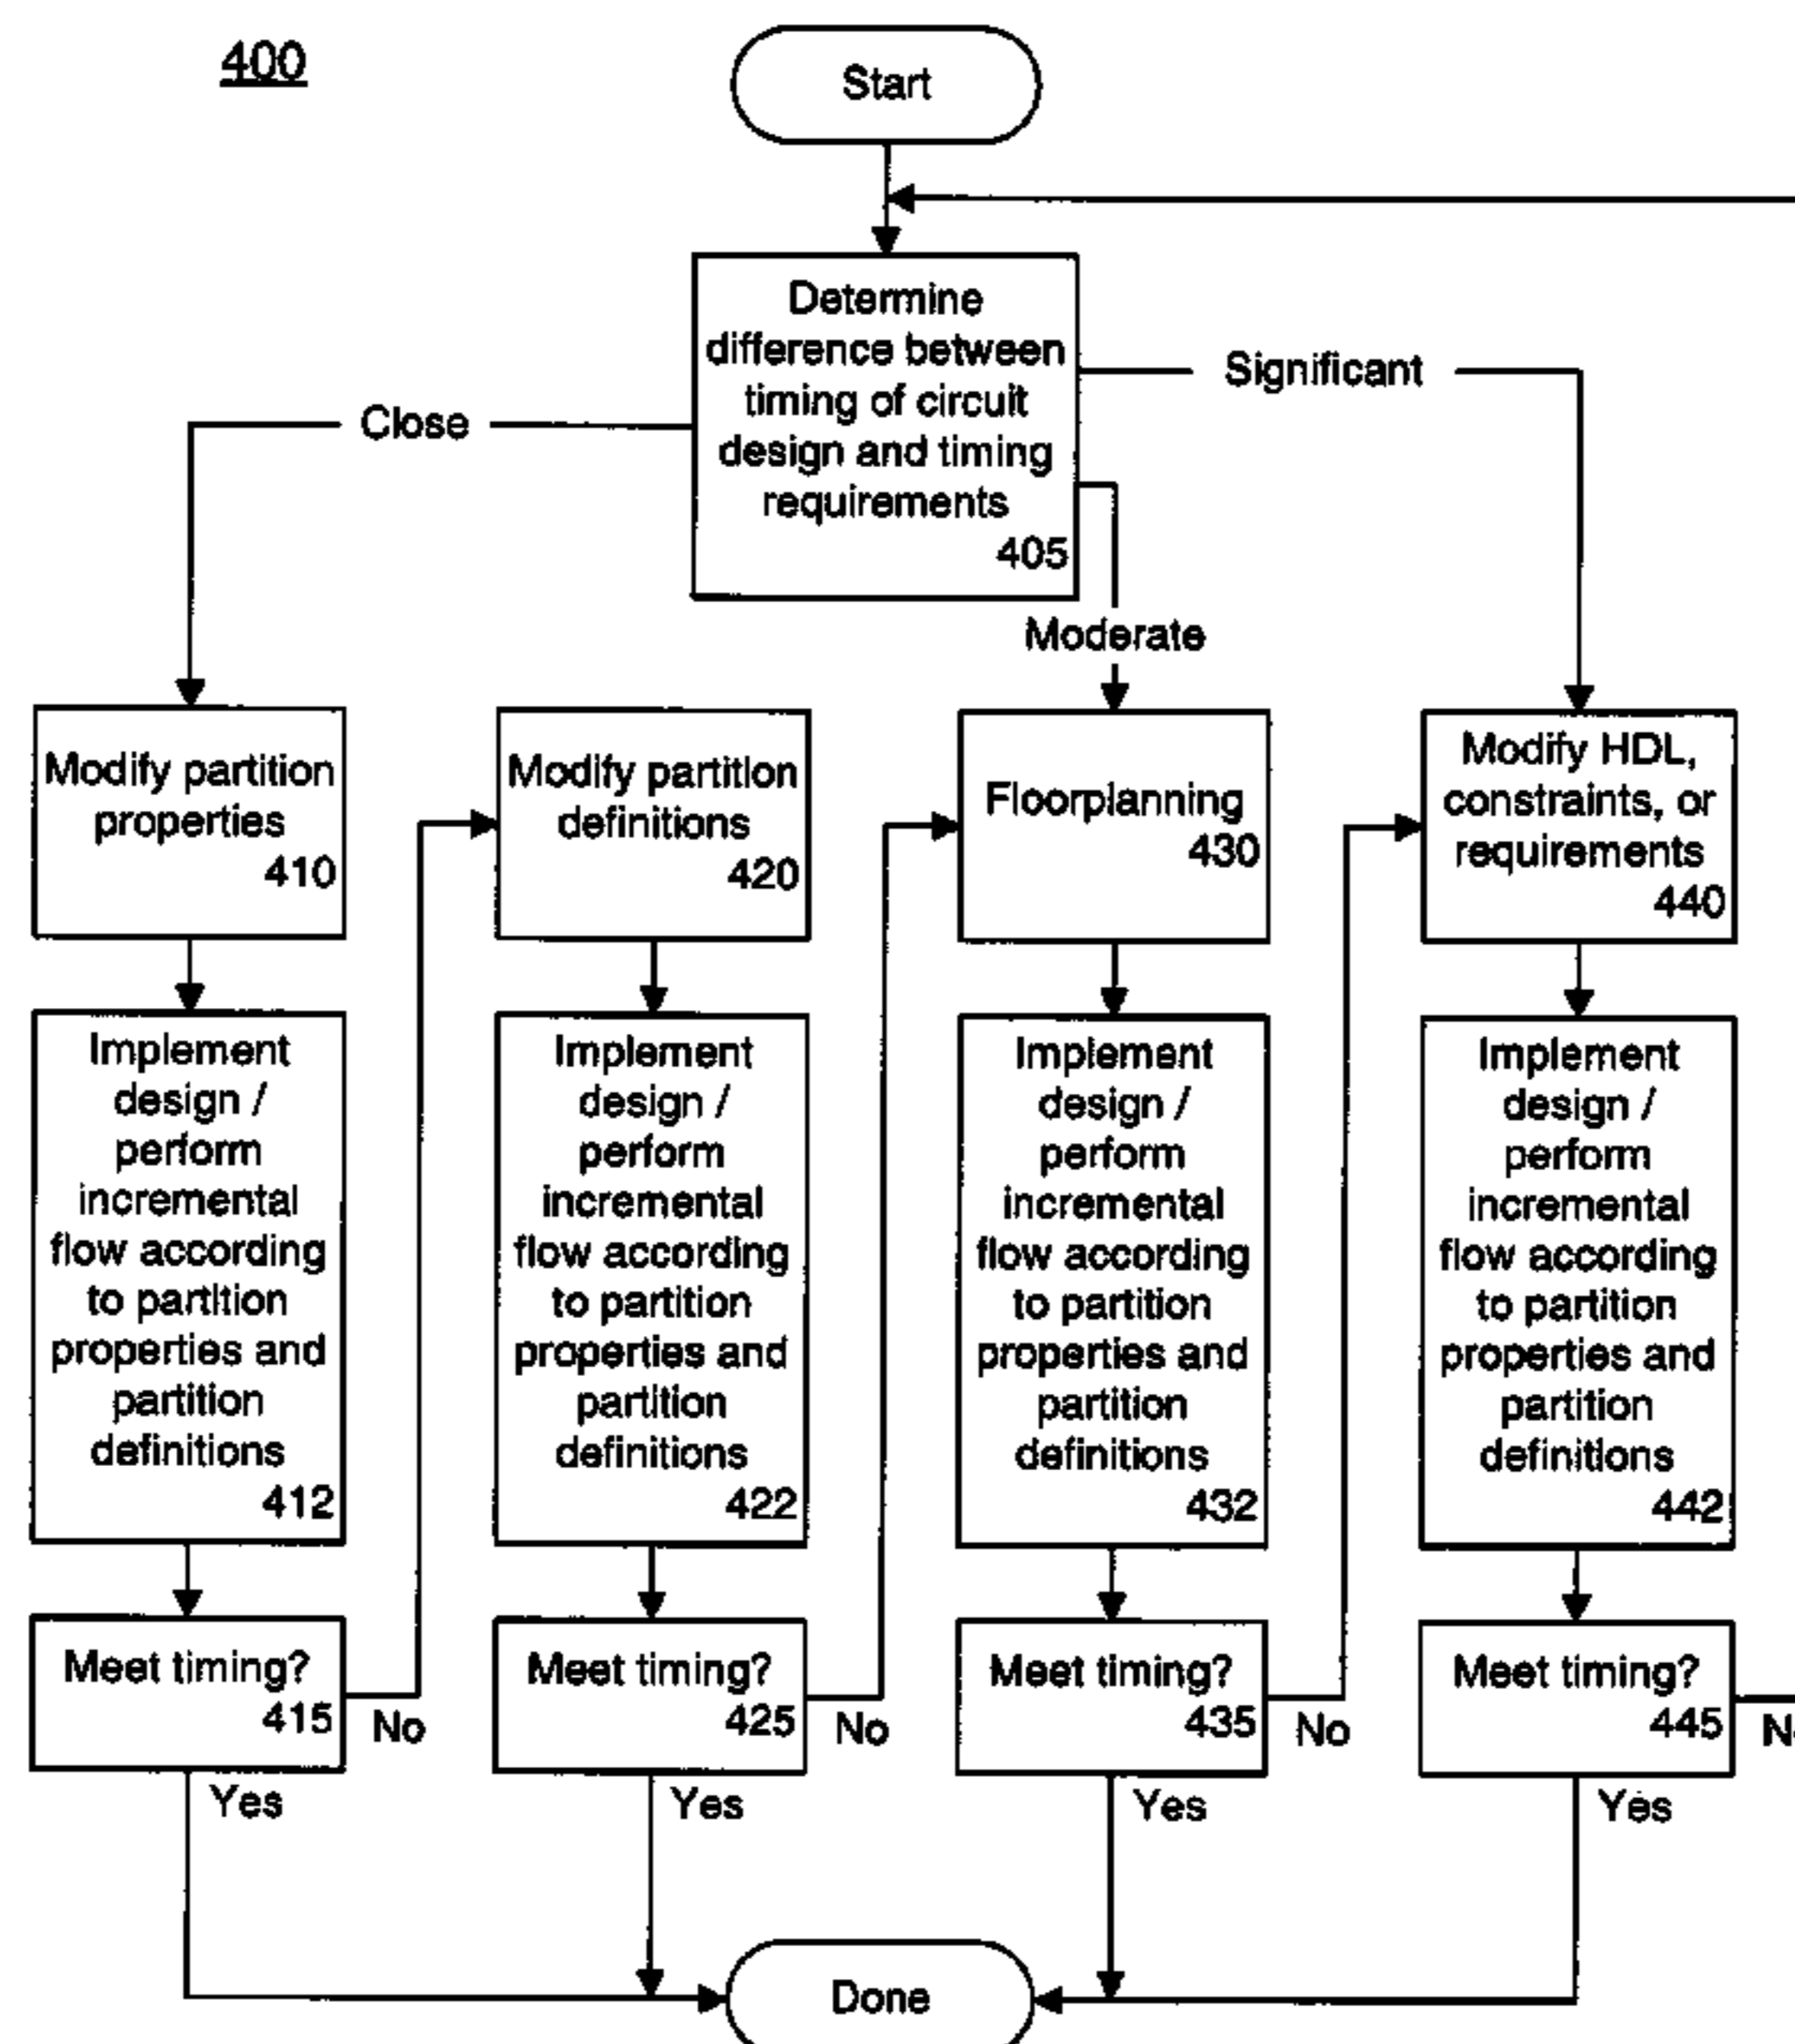 400
Start
Determine
difference between
timing of circuit
design and timing
requirements
405
Close
Significant
Moderate
Modify partition
properties
410
Modify partition
definitions
420
Floorplanning
430
Modify HDL,
constraints, or
requirements
440
Implement
design /
perform
incremental
flow according
to partition
properties and
partition
definitions
412
Implement
design /
perform
incremental
flow according
to partition
properties and
partition
definitions
422
Implement
design /
perform
incremental
flow according
to partition
properties and
partition
definitions
432
Implement
design /
perform
incremental
flow according
to partition
properties and
partition
definitions
442
Meet timing?
415
No
Yes
Meet timing?
425
No
Yes
Meet timing?
435
No
Yes
Meet timing?
445
Yes
Done